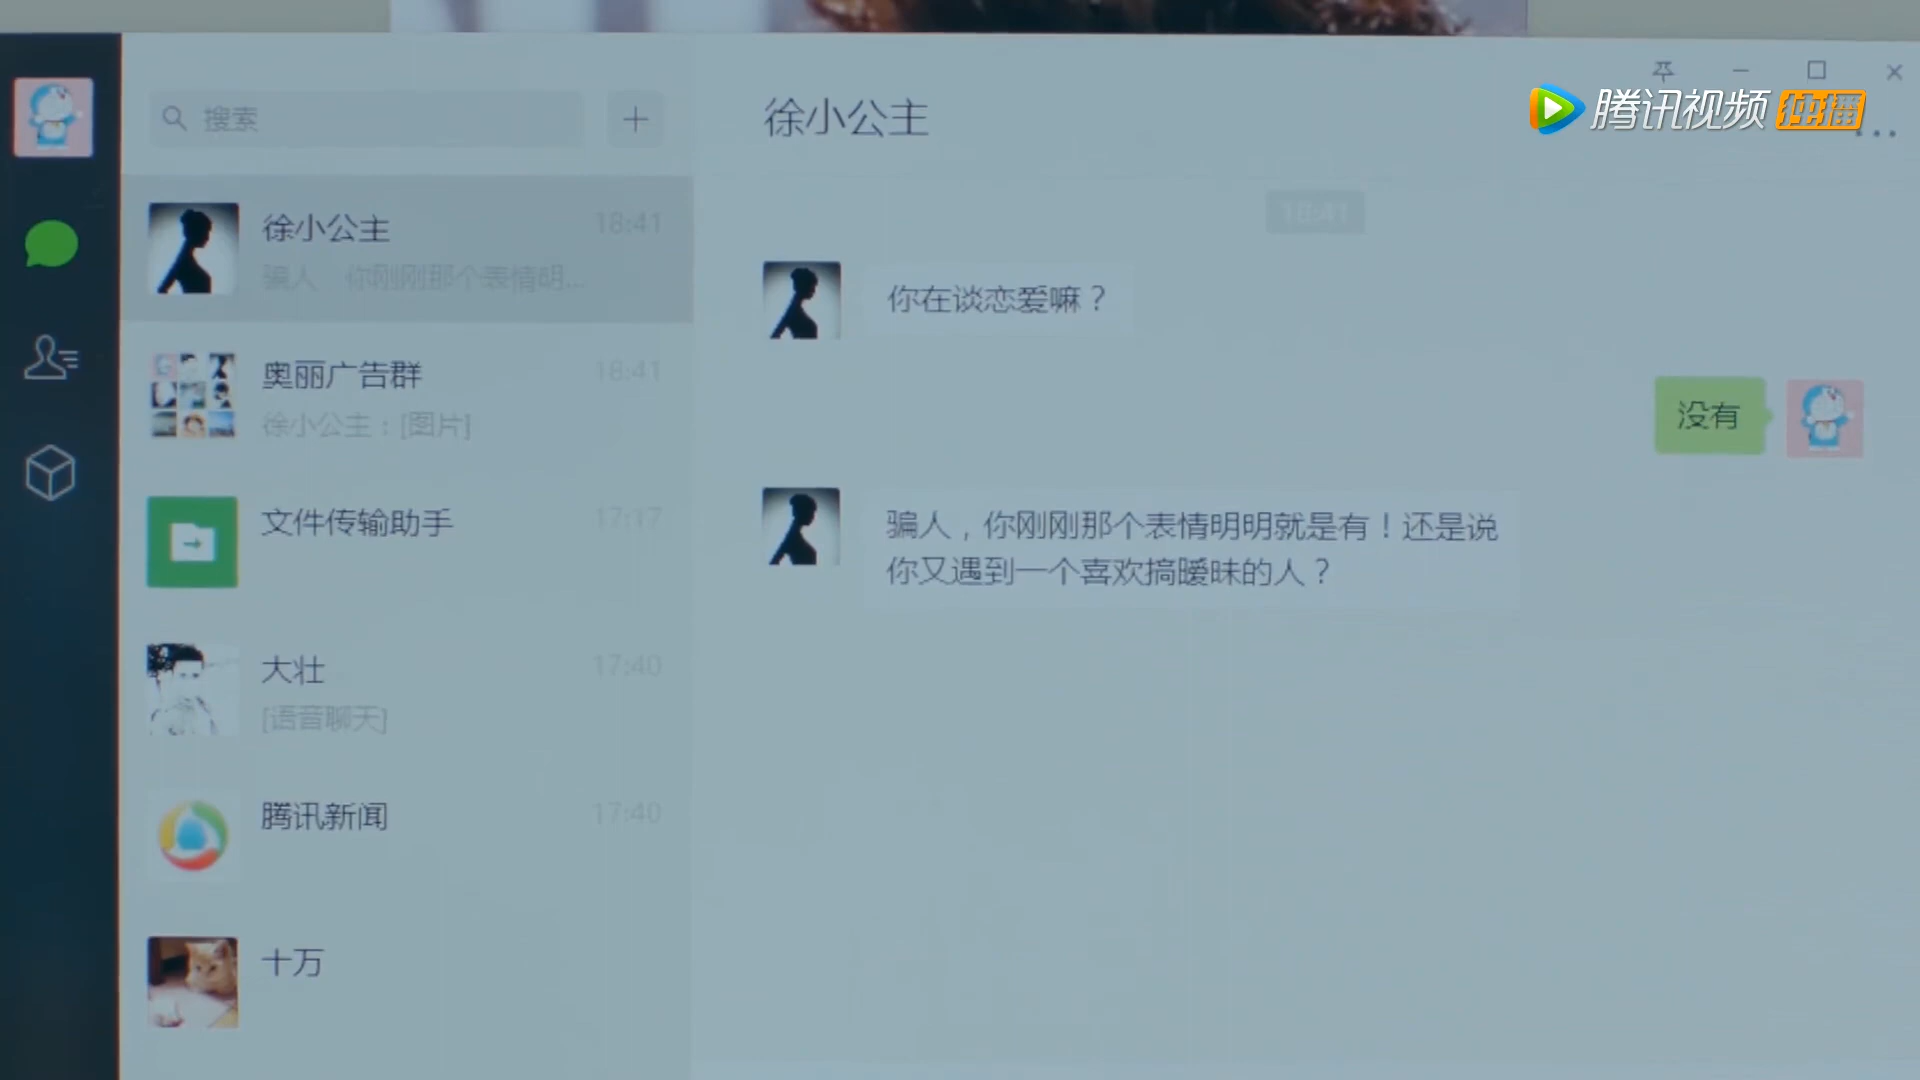 腾讯视频 独播
搜索
徐小公主
徐小公主 18:41
骗人，你刚刚那个表情明...
奥丽广告群 18:41
徐小公主：[图片]
文件传输助手 17:17
大壮 17:40
[语音聊天]
腾讯新闻 17:40
十万
18:41
你在谈恋爱嘛？
没有
骗人，你刚刚那个表情明明就是有！还是说
你又遇到一个喜欢搞暧昧的人？